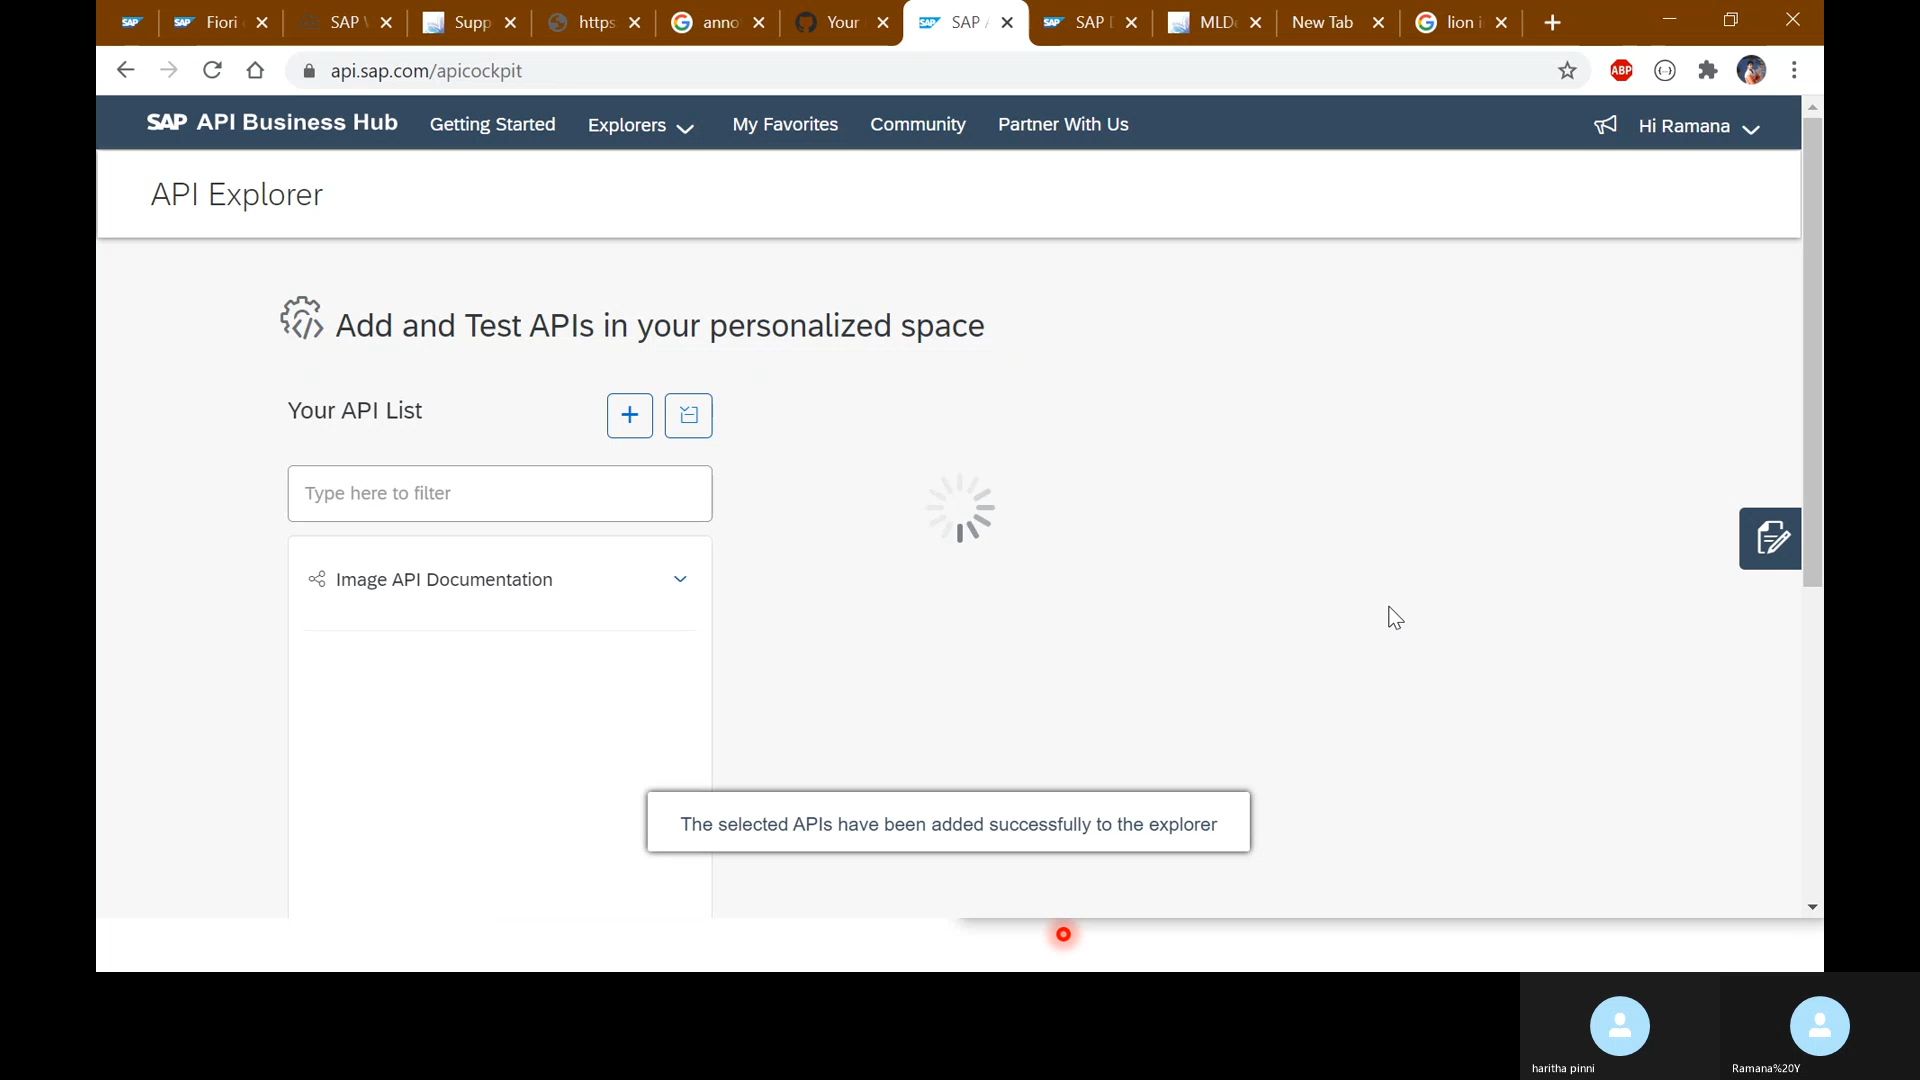 SAP
SAP Fiori
SAP
Supp
https
anno
Your
SAP
SAP
MLD
New Tab
lion i
api.sap.com/apicockpit
ABP
SAP API Business Hub
Getting Started
Explorers
My Favorites
Community
Partner With Us
Hi Ramana
API Explorer
Add and Test APIs in your personalized space
Your API List
Type here to filter
Image API Documentation
The selected APIs have been added successfully to the explorer
haritha pinni
Ramana%20Y